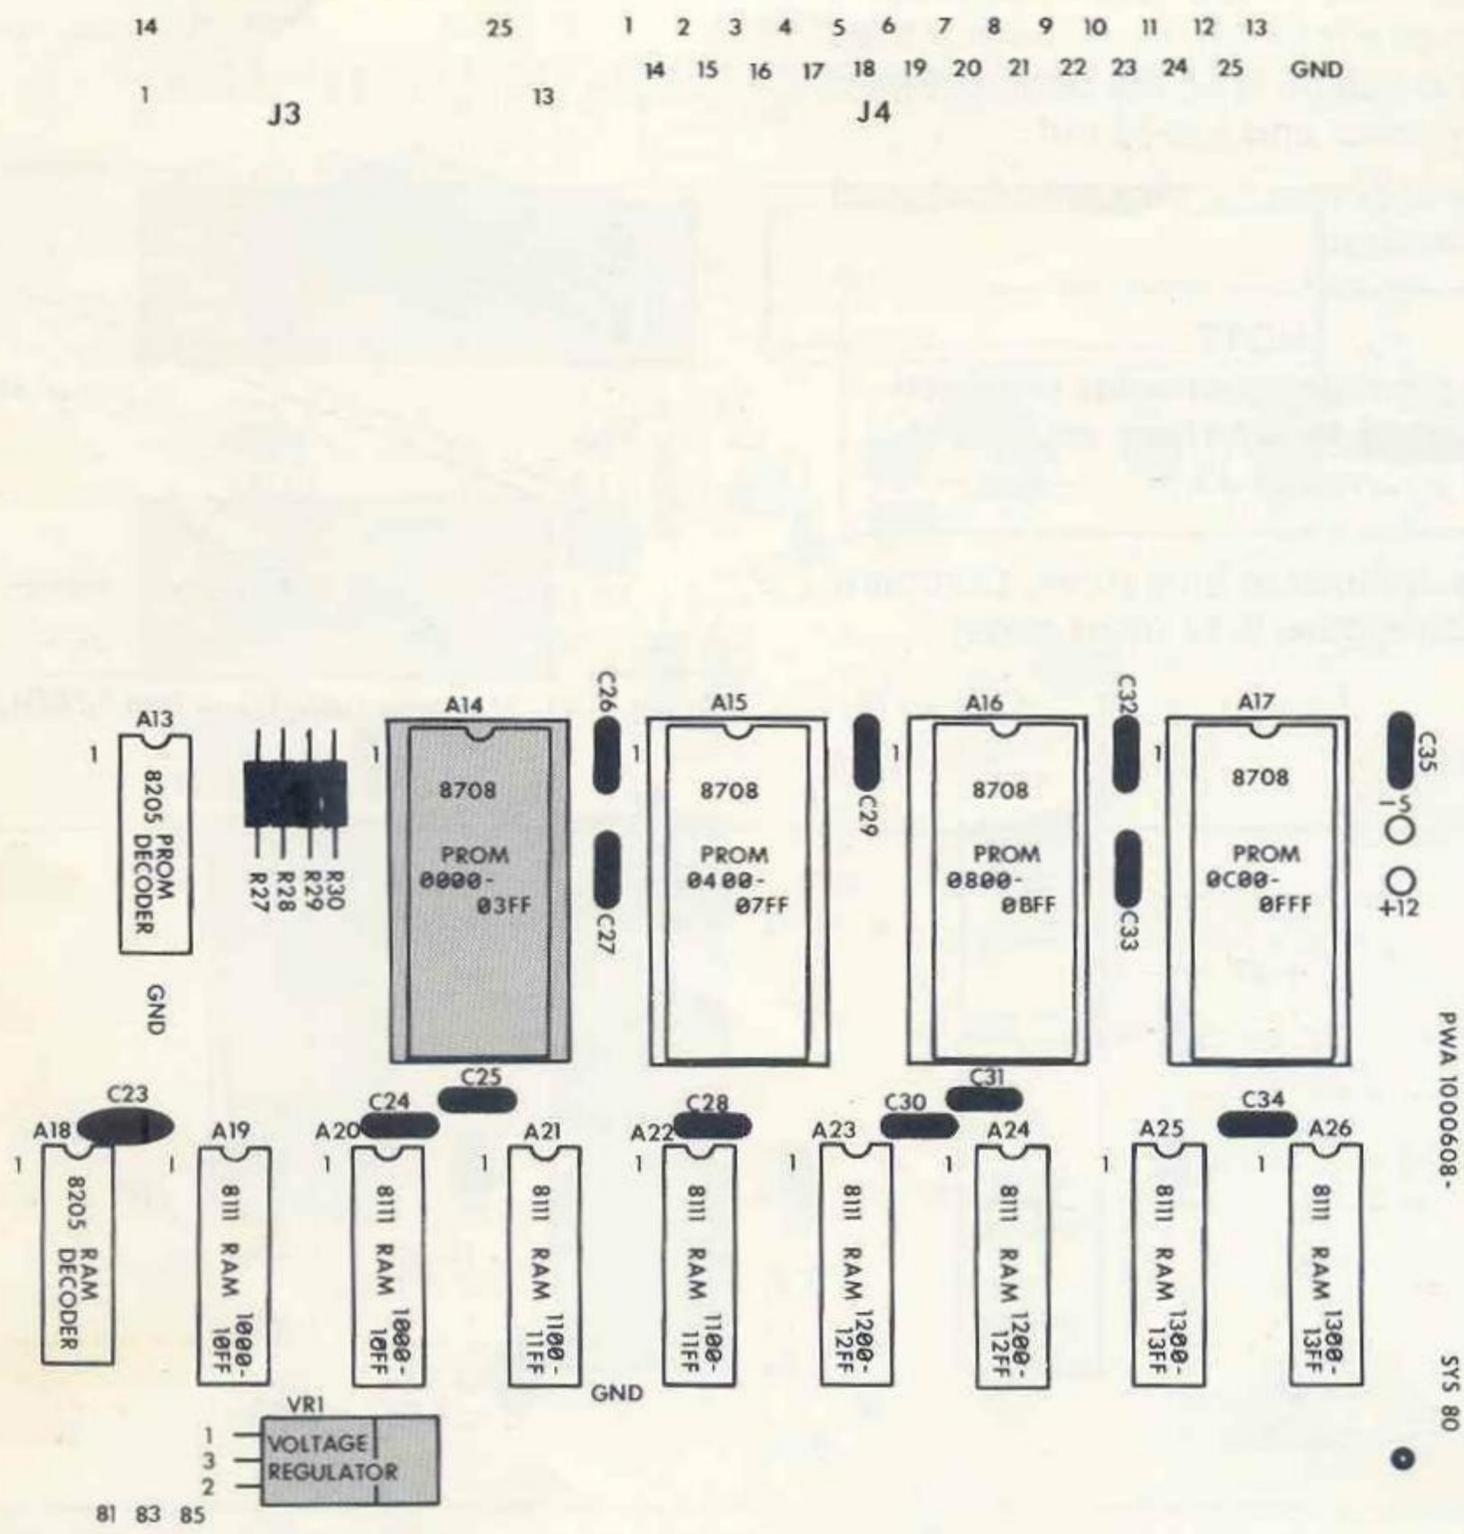 14 25 1 2 3 4 5 6 7 8 9 10 11 12 13
14 15 16 17 18 19 20 21 22 23 24 25 GND
1 13
J3 J4
C26 C32
A13 A14 A15 A16 A17
1 1 1 1 1
C35
8205 PROM
DECODER
8708 8708 8708 8708
C29
PROM PROM PROM PROM
0000- 0400- 0800- 0C00-
03FF 07FF 0BFF 0FFF
R27 R28 R29 R30
C27 C33
+12
GND
PWA 1000608-
C25 C31
C23 C24 C28 C30 C34
A18 A19 A20 A21 A22 A23 A24 A25 A26
1 1 1 1 1 1 1 1 1
8205 RAM
DECODER
8111 RAM 1000-
10FF
8111 RAM 1000-
10FF
8111 RAM 1100-
11FF
8111 RAM 1100-
11FF
8111 RAM 1200-
12FF
8111 RAM 1200-
12FF
8111 RAM 1300-
13FF
8111 RAM 1300-
13FF
SYS 80
GND
VR1
1 VOLTAGE
3 REGULATOR
2
81 83 85